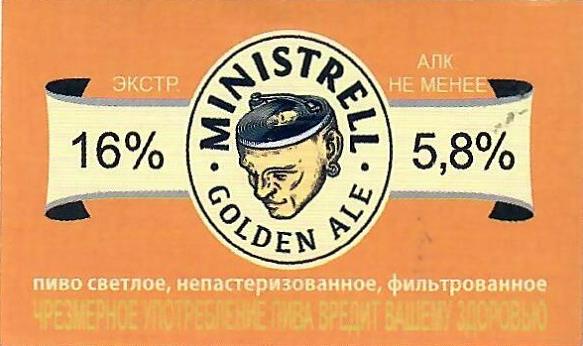 ЭКСТР.
16%
MINISTRELL
· GOLDEN ALE ·
АЛК.
НЕ МЕНЕЕ
5,8%
пиво светлое, непастеризованное, фильтрованное
ЧРЕЗМЕРНОЕ УПОТРЕБЛЕНИЕ ПИВА ВРЕДИТ ВАШЕМУ ЗДОРОВЬЮ